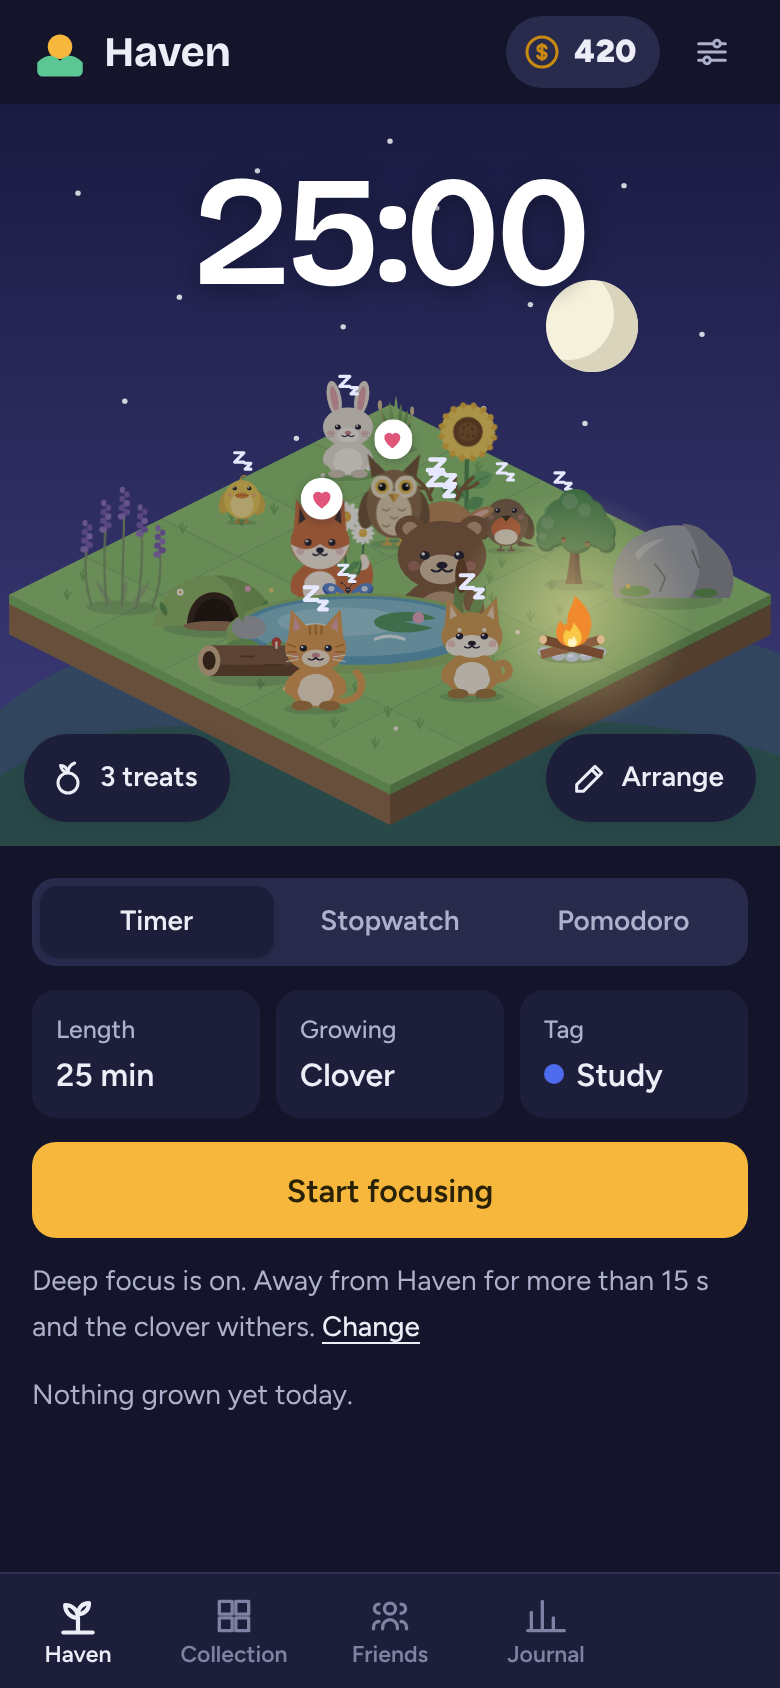 Haven
420
25:00
3 treats
Arrange
Timer
Stopwatch
Pomodoro
Length
25 min
Growing
Clover
Tag
Study
Start focusing
Deep focus is on. Away from Haven for more than 15 s
and the clover withers. Change
Nothing grown yet today.
Haven
Collection
Friends
Journal